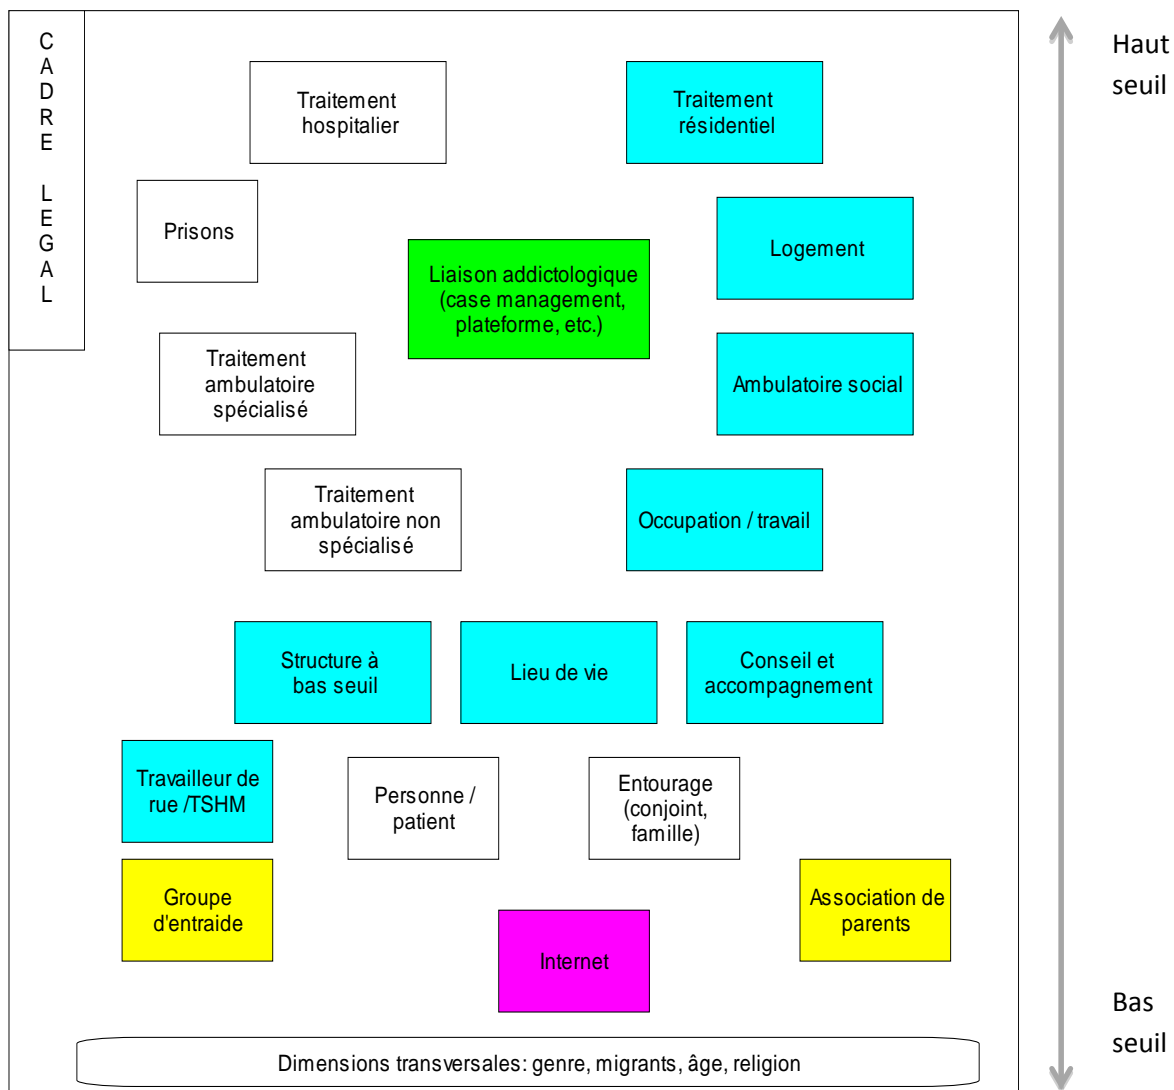 CADRE LEGAL
Haut
seuil
Traitement
hospitalier
Traitement
résidentiel
Prisons
Logement
Liaison addictologique
(case management,
plateforme, etc.)
Traitement
ambulatoire
spécialisé
Ambulatoire social
Traitement
ambulatoire non
spécialisé
Occupation / travail
Structure à
bas seuil
Lieu de vie
Conseil et
accompagnement
Travailleur de
rue /TSHM
Personne /
patient
Entourage
(conjoint,
famille)
Groupe
d'entraide
Association de
parents
Internet
Bas
seuil
Dimensions transversales: genre, migrants, âge, religion